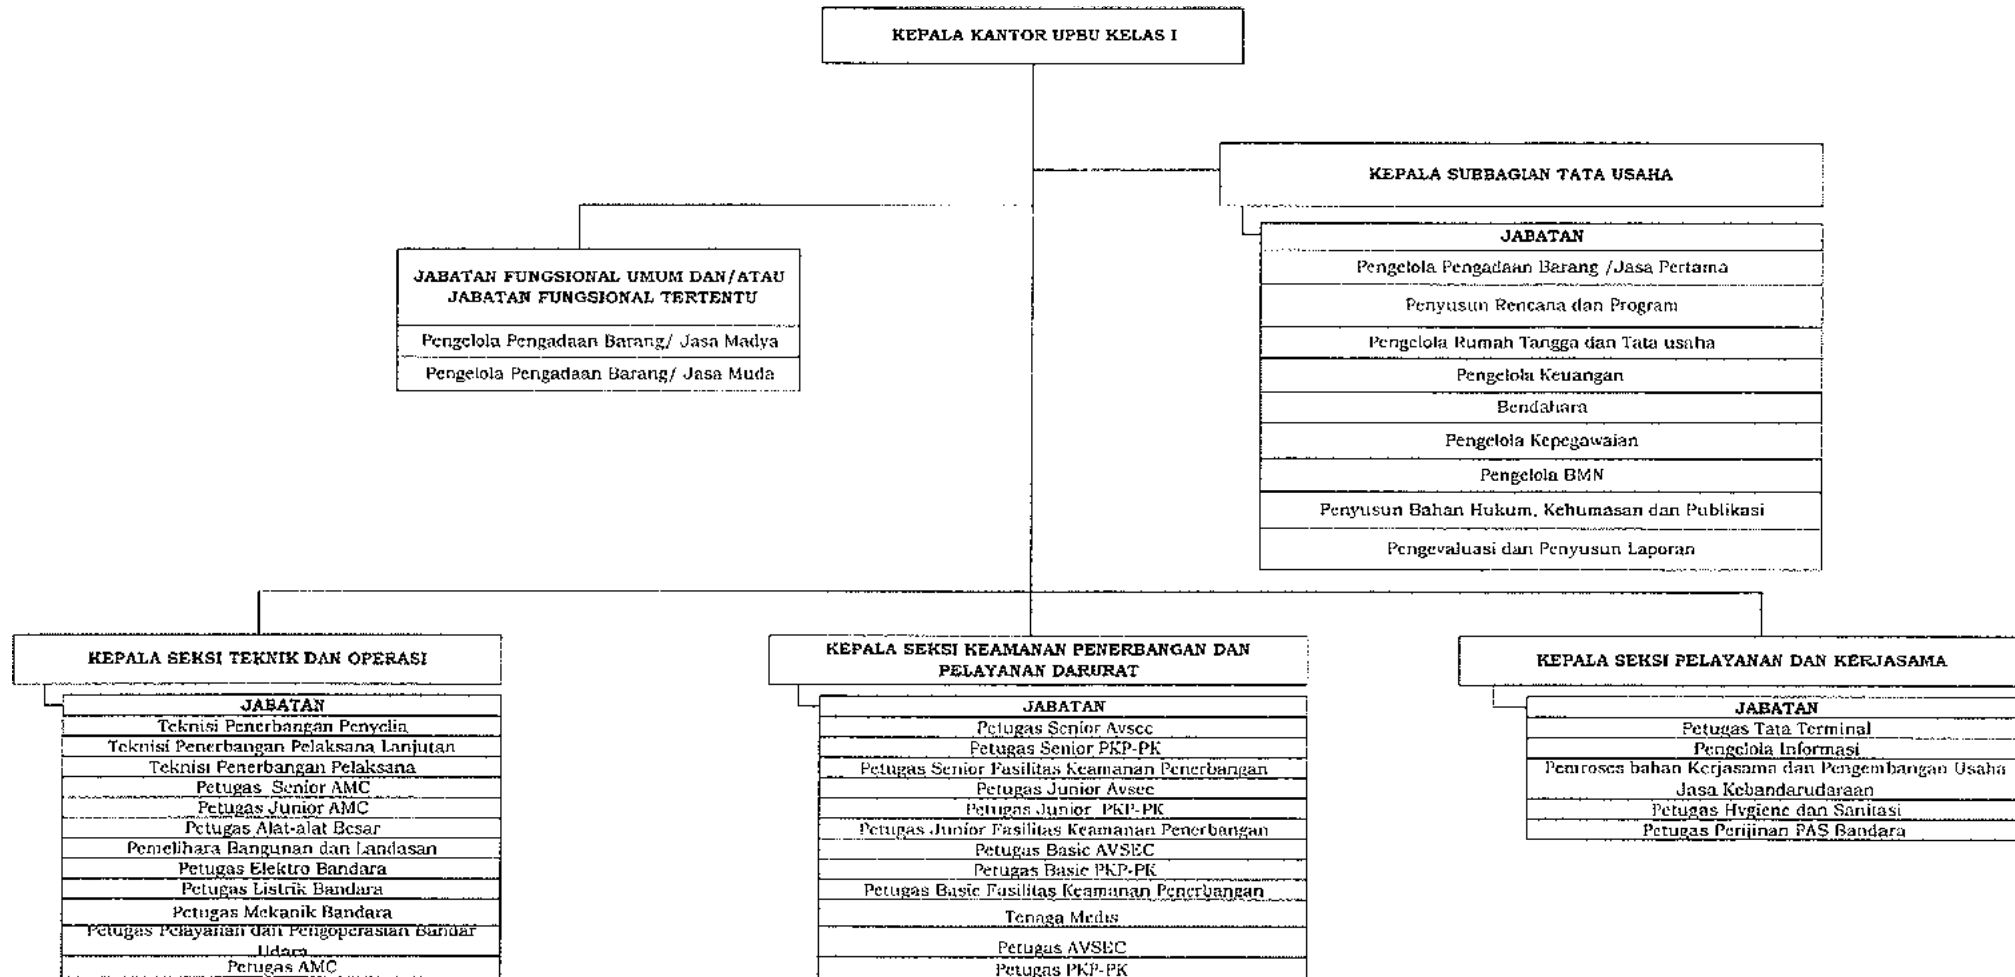 KEPALA KANTOR UPBU KELAS I
KEPALA SUBBAGIAN TATA USAHA
JABATAN
Pengelola Pengadaan Barang /Jasa Pertama
Penyusun Rencana dan Program
Pengelola Rumah Tangga dan Tata usaha
Pengelola Keuangan
Bendahara
Pengelola Kepegawaian
Pengelola BMN
Penyusun Bahan Hukum, Kehumasan dan Publikasi
Pengevaluasi dan Penyusun Laporan
JABATAN FUNGSIONAL UMUM DAN/ATAU
JABATAN FUNGSIONAL TERTENTU
Pengelola Pengadaan Barang/ Jasa Madya
Pengelola Pengadaan Barang/ Jasa Muda
KEPALA SEKSI TEKNIK DAN OPERASI
JABATAN
Teknisi Penerbangan Penyelia
Teknisi Penerbangan Pelaksana Lanjutan
Teknisi Penerbangan Pelaksana
Petugas Senior AMC
Petugas Junior AMC
Petugas Alat-alat Besar
Pemelihara Bangunan dan Landasan
Petugas Elektro Bandara
Petugas Listrik Bandara
Petugas Mekanik Bandara
Petugas Pelayanan dan Pengoperasian Bandar
Udara
Petugas AMC
KEPALA SEKSI KEAMANAN PENERBANGAN DAN
PELAYANAN DARURAT
JABATAN
Petugas Senior Avsec
Petugas Senior PKP-PK
Petugas Senior Fasilitas Keamanan Penerbangan
Petugas Junior Avsec
Petugas Junior PKP-PK
Petugas Junior Fasilitas Keamanan Penerbangan
Petugas Basic AVSEC
Petugas Basic PKP-PK
Petugas Basic Fasilitas Keamanan Penerbangan
Tenaga Medis
Petugas AVSEC
Petugas PKP-PK
KEPALA SEKSI PELAYANAN DAN KERJASAMA
JABATAN
Petugas Tata Terminal
Pengelola Informasi
Pemroses bahan Kerjasama dan Pengembangan Usaha
Jasa Kebandarudaraan
Petugas Hygiene dan Sanitasi
Petugas Perijinan PAS Bandara